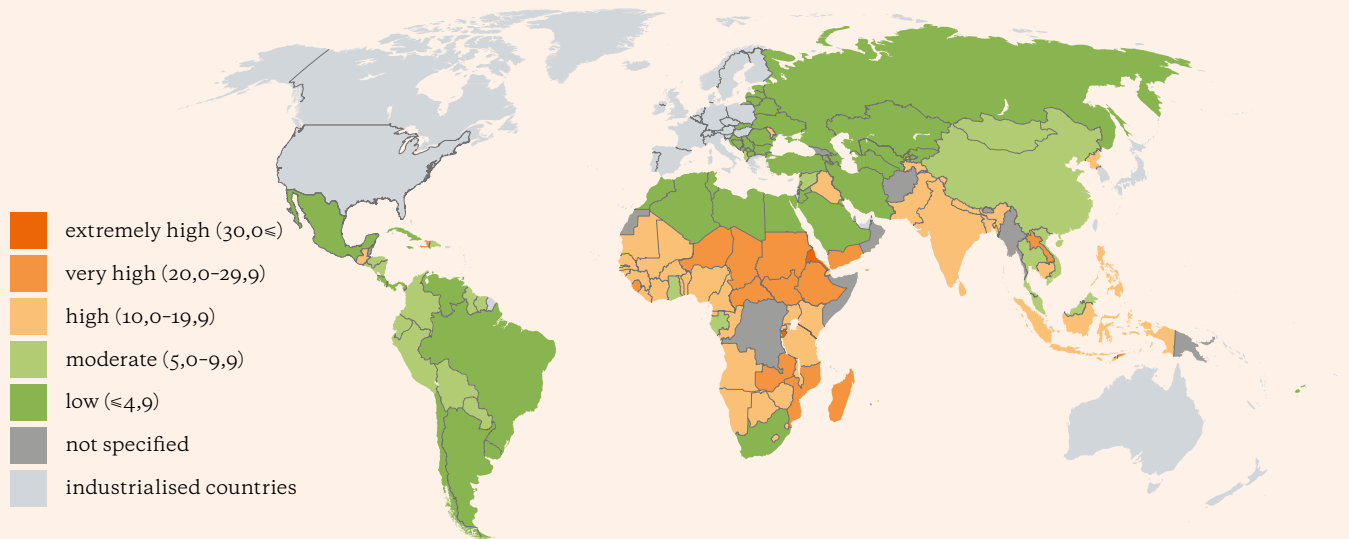 extremely high (30,0⩽)
very high (20,0–29,9)
high (10,0–19,9)
moderate (5,0–9,9)
low (⩽4,9)
not specified
industrialised countries